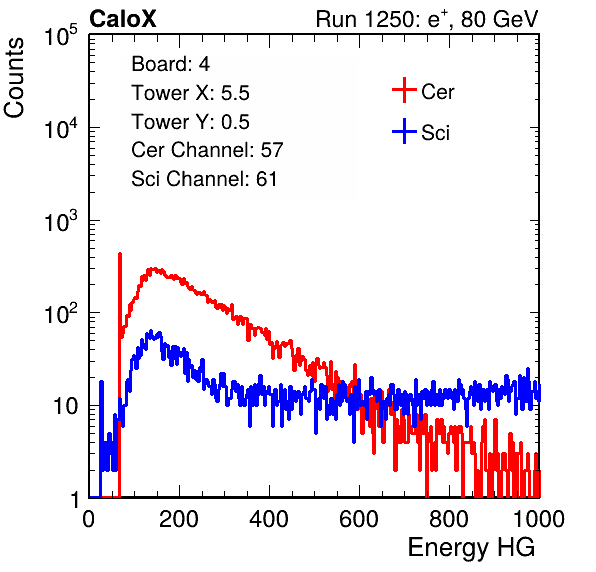 CaloX Run 1250: e⁺, 80 GeV
Counts
Board: 4
Tower X: 5.5
Tower Y: 0.5
Cer Channel: 57
Sci Channel: 61
Cer
Sci
10⁵
10⁴
10³
10²
10
1
0 200 400 600 800 1000
Energy HG